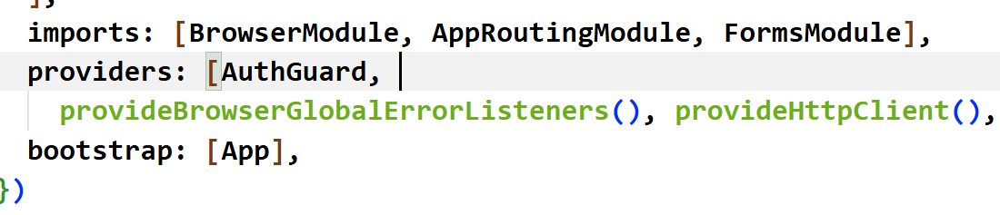 ],
imports: [BrowserModule, AppRoutingModule, FormsModule],
providers: [AuthGuard,
provideBrowserGlobalErrorListeners(), provideHttpClient(),
bootstrap: [App],
})